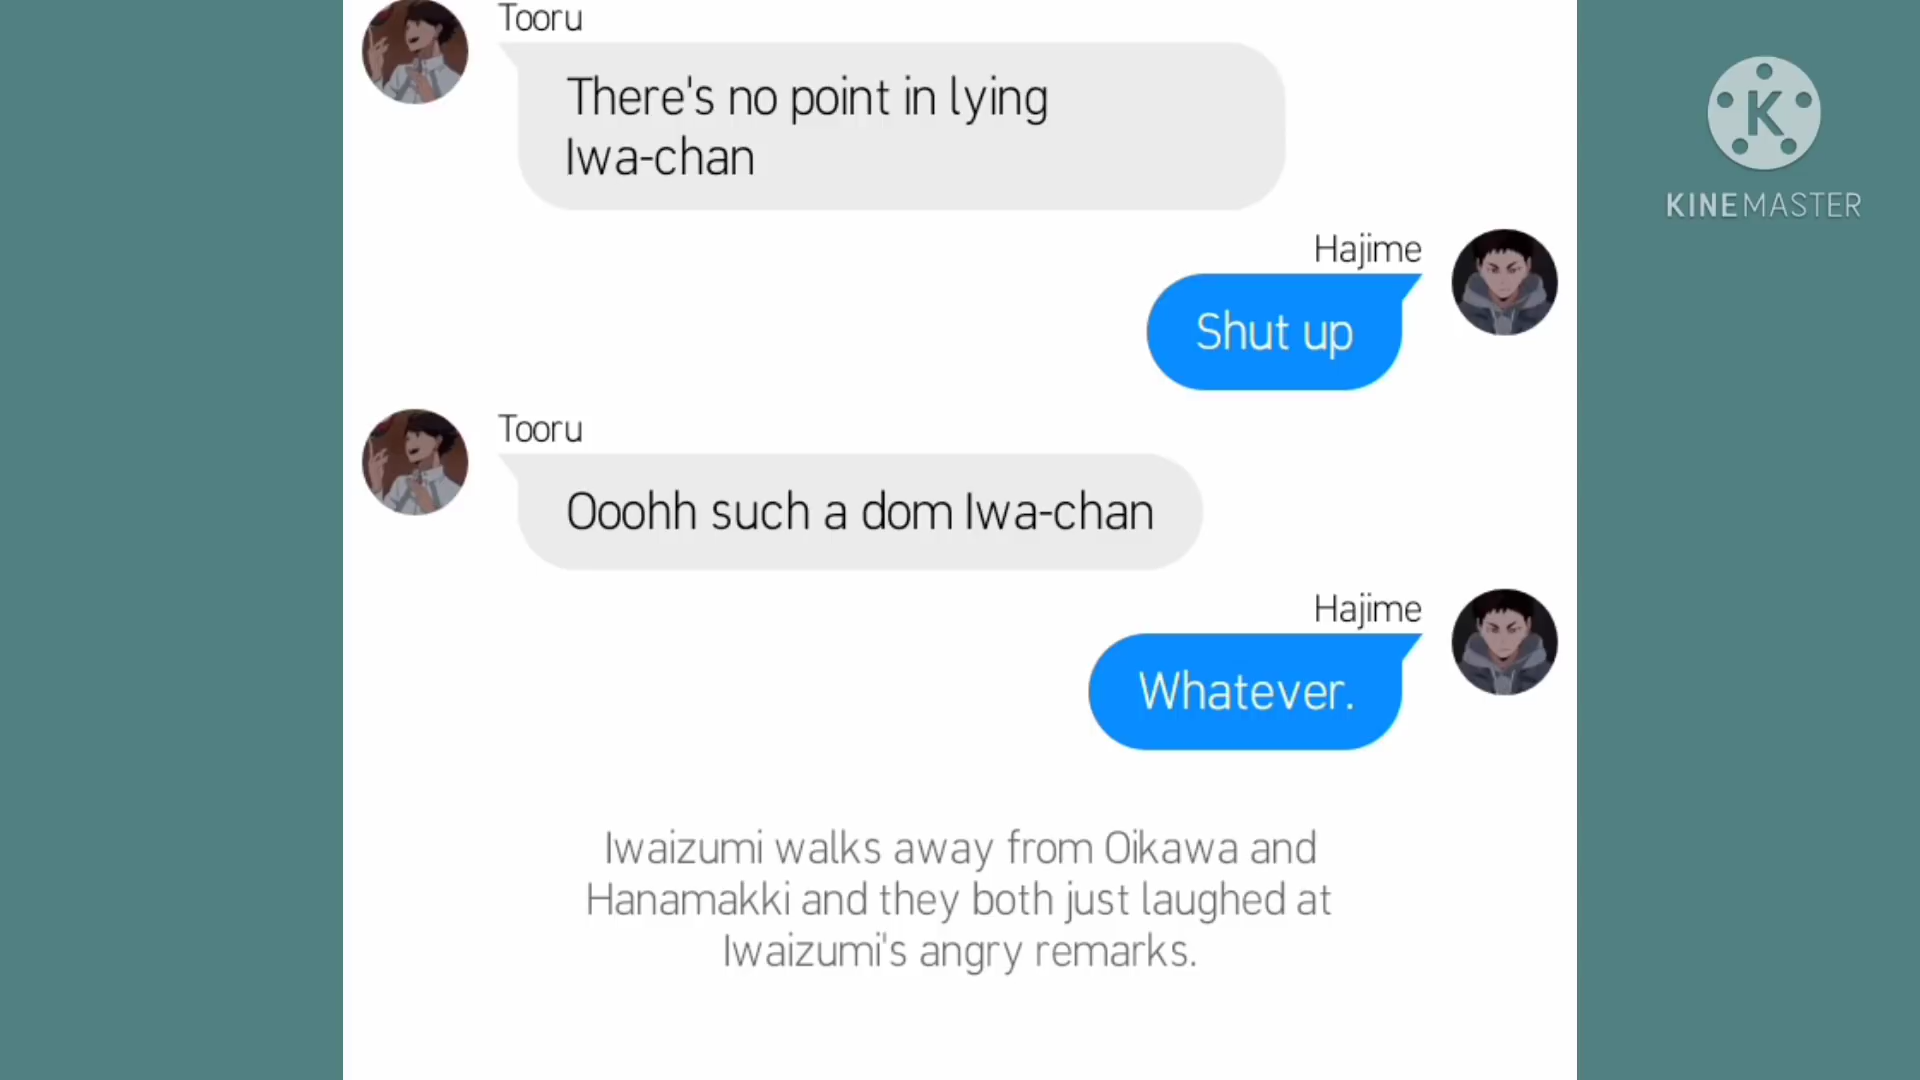 Tooru
There's no point in lying
Iwa-chan
Hajime
Shut up
Tooru
Ooohh such a dom Iwa-chan
Hajime
Whatever.
Iwaizumi walks away from Oikawa and
Hanamakki and they both just laughed at
Iwaizumi's angry remarks.
K
KINEMASTER